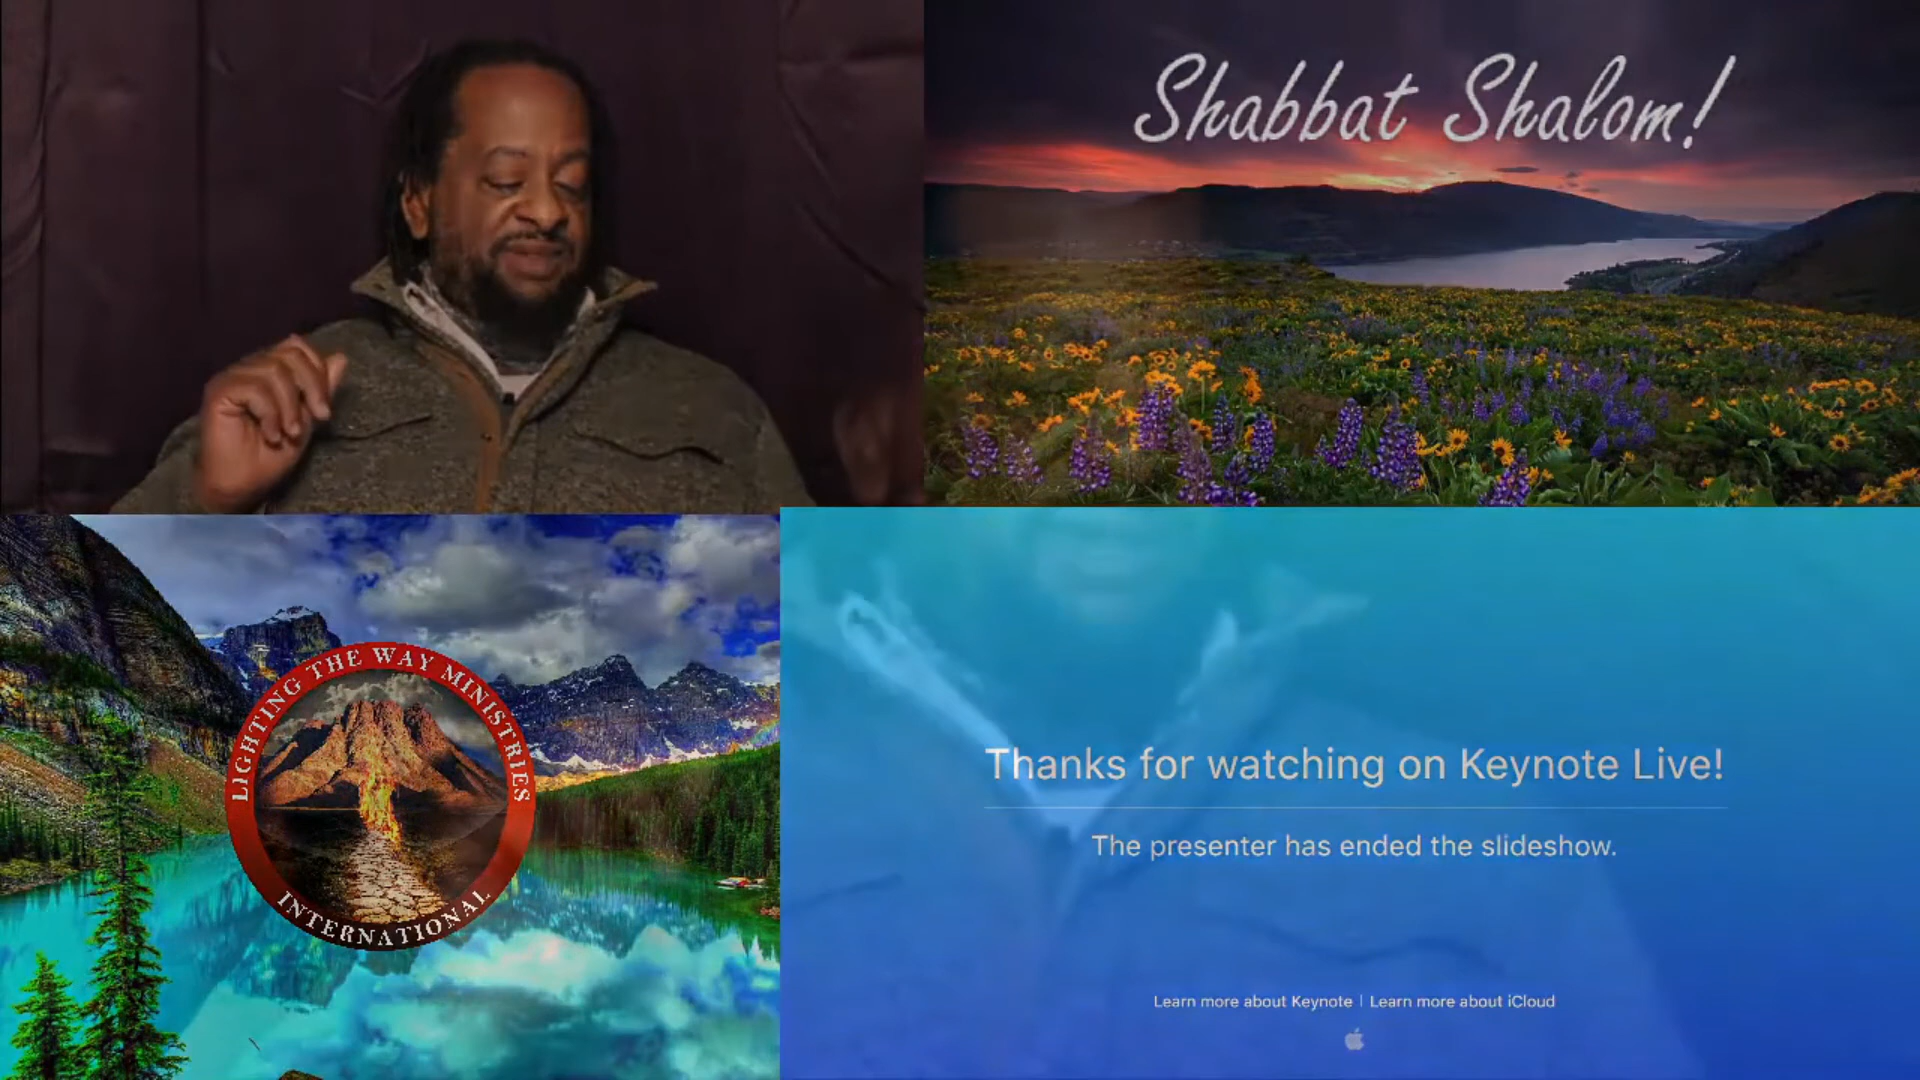 Shabbat Shalom!
LIGHTING THE WAY MINISTRIES
INTERNATIONAL
Thanks for watching on Keynote Live!
The presenter has ended the slideshow.
Learn more about Keynote | Learn more about iCloud